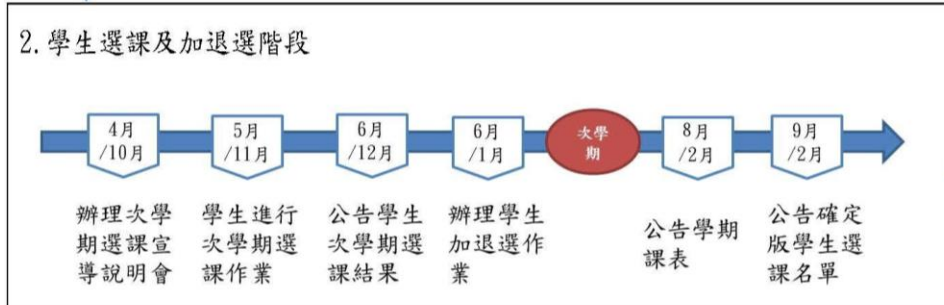 2.學生選課及加退選階段
4月
/10月
5月
/11月
6月
/12月
6月
/1月
次學
期
8月
/2月
9月
/2月
辦理次學
期選課宣
導說明會
學生進行
次學期選
課作業
公告學生
次學期選
課結果
辦理學生
加退選作
業
公告學期
課表
公告確定
版學生選
課名單